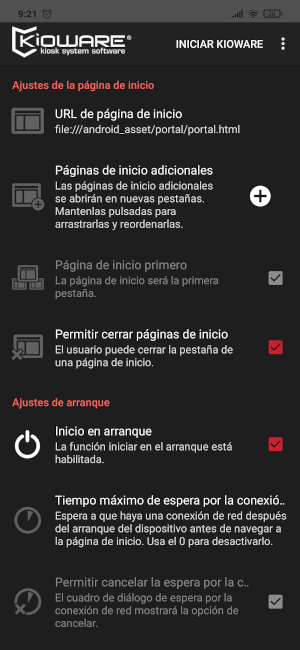 9:21
20
KioWare®
kiosk system software
INICIAR KIOWARE
Ajustes de la página de inicio
URL de página de inicio
file:///android_asset/portal/portal.html
Páginas de inicio adicionales
Las páginas de inicio adicionales
se abrirán en nuevas pestañas.
Mantenlas pulsadas para
arrastrarlas y reordenarlas.
Página de inicio primero
La página de inicio será la primera
pestaña.
Permitir cerrar páginas de inicio
El usuario puede cerrar la pestaña de
una página de inicio.
Ajustes de arranque
Inicio en arranque
La función iniciar en el arranque está
habilitada.
Tiempo máximo de espera por la conexió..
Espera a que haya una conexión de red después
del arranque del dispositivo antes de navegar a
la página de inicio. Usa el 0 para desactivarlo.
Permitir cancelar la espera por la c..
El cuadro de diálogo de espera por la
conexión de red mostrará la opción de
cancelar.